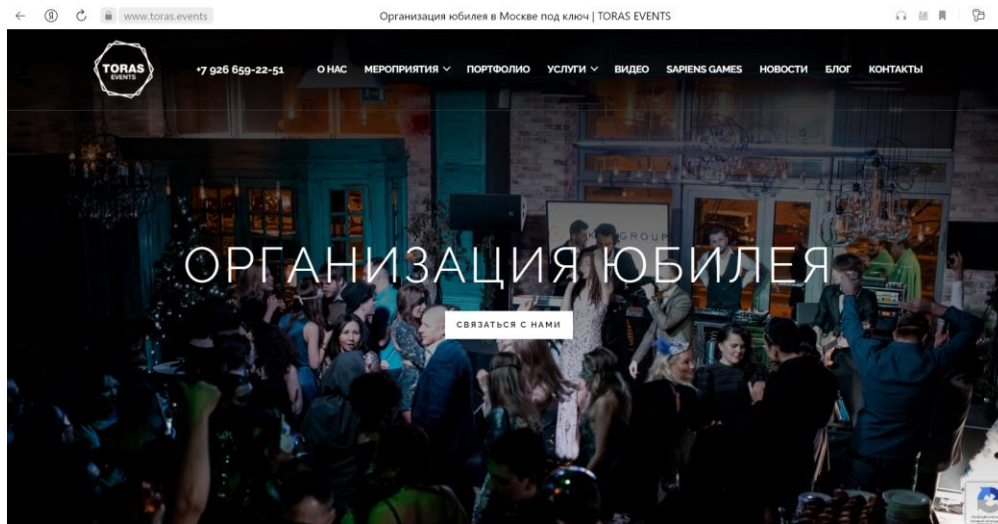 www.toras.events
Организация юбилея в Москве под ключ | TORAS EVENTS
TORAS
EVENTS
+7 926 659-22-51
О НАС
МЕРОПРИЯТИЯ
ПОРТФОЛИО
УСЛУГИ
ВИДЕО
SAPIENS GAMES
НОВОСТИ
БЛОГ
КОНТАКТЫ
GROUP
ОРГАНИЗАЦИЯ ЮБИЛЕЯ
СВЯЗАТЬСЯ С НАМИ